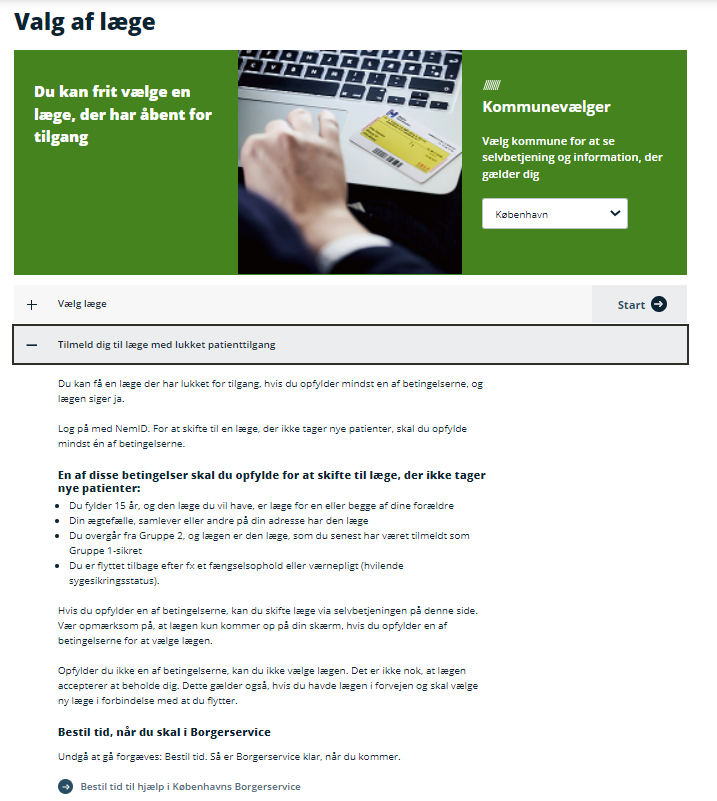 Valg af læge
Du kan frit vælge en
læge, der har åbent for
tilgang
Kommunevælger
Vælg kommune for at se
selvbetjening og information, der
gælder dig
København
Vælg læge
Start
Tilmeld dig til læge med lukket patienttilgang
Du kan få en læge der har lukket for tilgang, hvis du opfylder mindst en af betingelserne, og
lægen siger ja.
Log på med NemID. For at skifte til en læge, der ikke tager nye patienter, skal du opfylde
mindst én af betingelserne.
En af disse betingelser skal du opfylde for at skifte til læge, der ikke tager
nye patienter:
Du fylder 15 år, og den læge du vil have, er læge for en eller begge af dine forældre
Din ægtefælle, samlever eller andre på din adresse har den læge
Du overgår fra Gruppe 2, og lægen er den læge, som du senest har været tilmeldt som
Gruppe 1-sikret
Du er flyttet tilbage efter fx et fængselsophold eller værnepligt (hvilende
sygesikringsstatus).
Hvis du opfylder en af betingelserne, kan du skifte læge via selvbetjeningen på denne side.
Vær opmærksom på, at lægen kun kommer op på din skærm, hvis du opfylder en af
betingelserne for at vælge lægen.
Opfylder du ikke en af betingelserne, kan du ikke vælge lægen. Det er ikke nok, at lægen
accepterer at beholde dig. Dette gælder også, hvis du havde lægen i forvejen og skal vælge
ny læge i forbindelse med at du flytter.
Bestil tid, når du skal i Borgerservice
Undgå at gå forgæves: Bestil tid. Så er Borgerservice klar, når du kommer.
Bestil tid til hjælp i Københavns Borgerservice